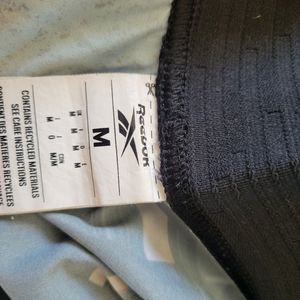 Reebok
M
M M M M
M O M/M
CONTAINS RECYCLED MATERIALS
SEE CARE INSTRUCTIONS
CONTIENT DES MATIERES RECYCLEES